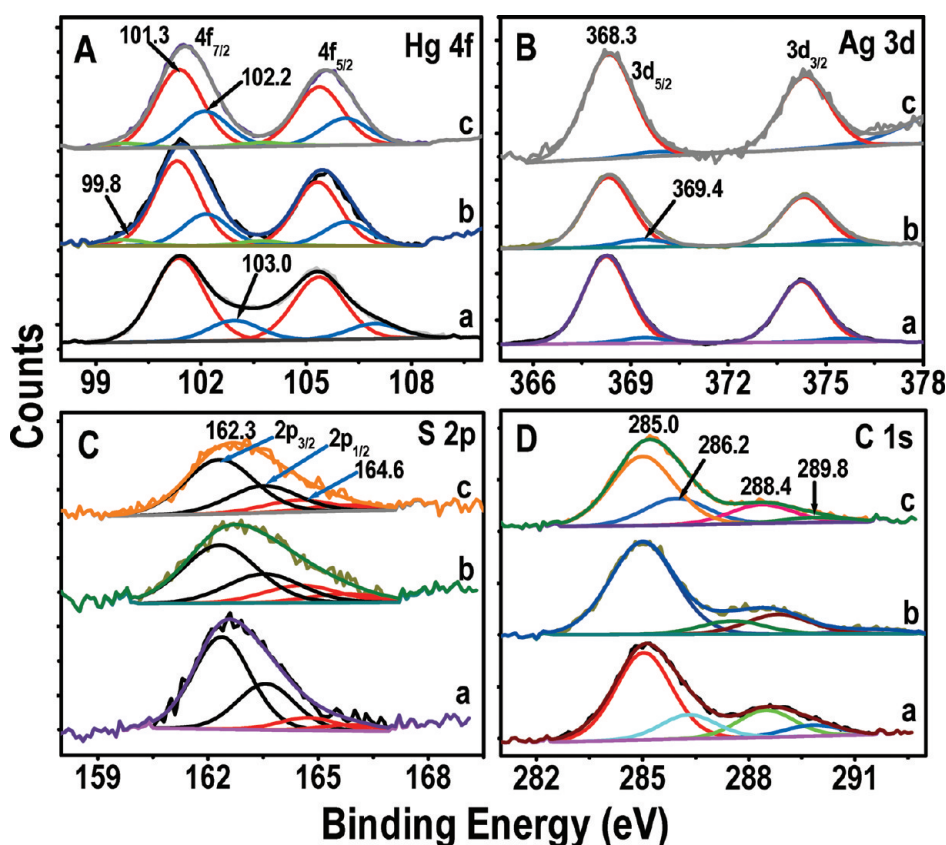 A
101.3
4f7/2
4f5/2
Hg 4f
102.2
c
99.8
b
103.0
a
99 102 105 108
B
368.3
3d5/2
3d3/2
Ag 3d
c
369.4
b
a
366 369 372 375 378
Counts
C
162.3
2p3/2
2p1/2
S 2p
164.6
c
b
a
159 162 165 168
D
285.0
C 1s
286.2
288.4
289.8
c
b
a
282 285 288 291
Binding Energy (eV)